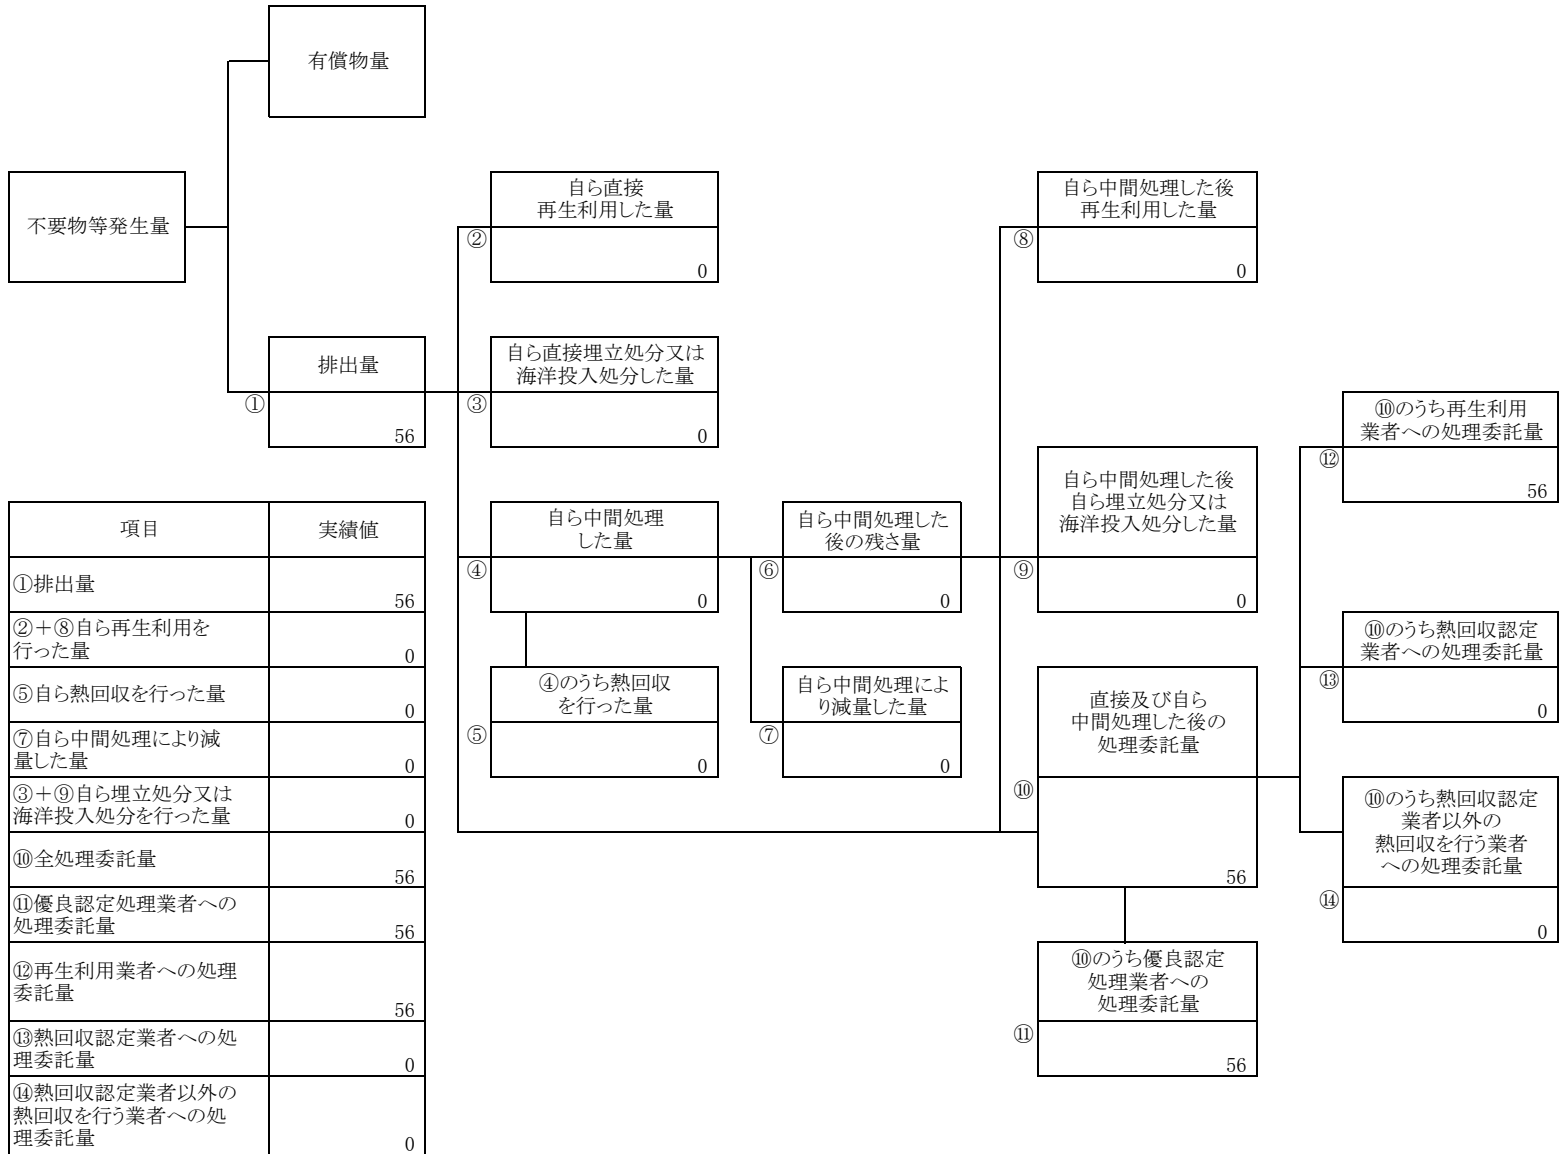 有償物量
不要物等発生量
自ら直接
再生利用した量
②
0
自ら中間処理した後
再生利用した量
⑧
0
排出量
①
56
自ら直接埋立処分又は
海洋投入処分した量
③
0
⑩のうち再生利用
業者への処理委託量
⑫
56
自ら中間処理
した量
④
0
自ら中間処理した
後の残さ量
⑥
0
自ら中間処理した後
自ら埋立処分又は
海洋投入処分した量
⑨
0
⑩のうち熱回収認定
業者への処理委託量
⑬
0
④のうち熱回収
を行った量
⑤
0
自ら中間処理によ
り減量した量
⑦
0
直接及び自ら
中間処理した後の
処理委託量
⑩
56
⑩のうち熱回収認定
業者以外の
熱回収を行う業者
への処理委託量
⑭
0
⑩のうち優良認定
処理業者への
処理委託量
⑪
56
項目 実績値
①排出量
56
②＋⑧自ら再生利用を
行った量
0
⑤自ら熱回収を行った量
0
⑦自ら中間処理により減
量した量
0
③＋⑨自ら埋立処分又は
海洋投入処分を行った量
0
⑩全処理委託量
56
⑪優良認定処理業者への
処理委託量
56
⑫再生利用業者への処理
委託量
56
⑬熱回収認定業者への処
理委託量
0
⑭熱回収認定業者以外の
熱回収を行う業者への処
理委託量
0